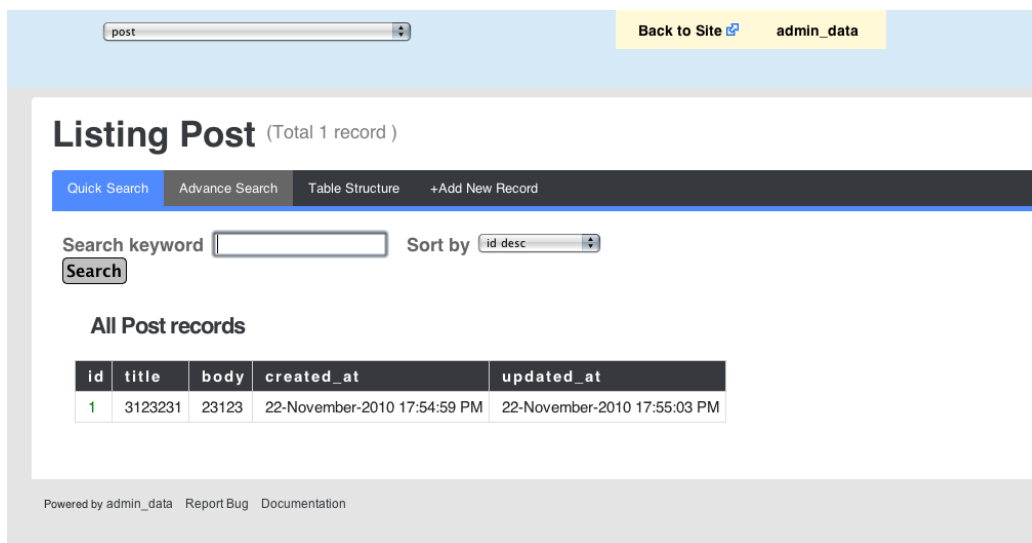 post Back to Site admin_data
Listing Post (Total 1 record )
Quick Search Advance Search Table Structure +Add New Record
Search keyword Sort by id desc
Search
All Post records
id title body created_at updated_at
1 3123231 23123 22-November-2010 17:54:59 PM 22-November-2010 17:55:03 PM
Powered by admin_data Report Bug Documentation